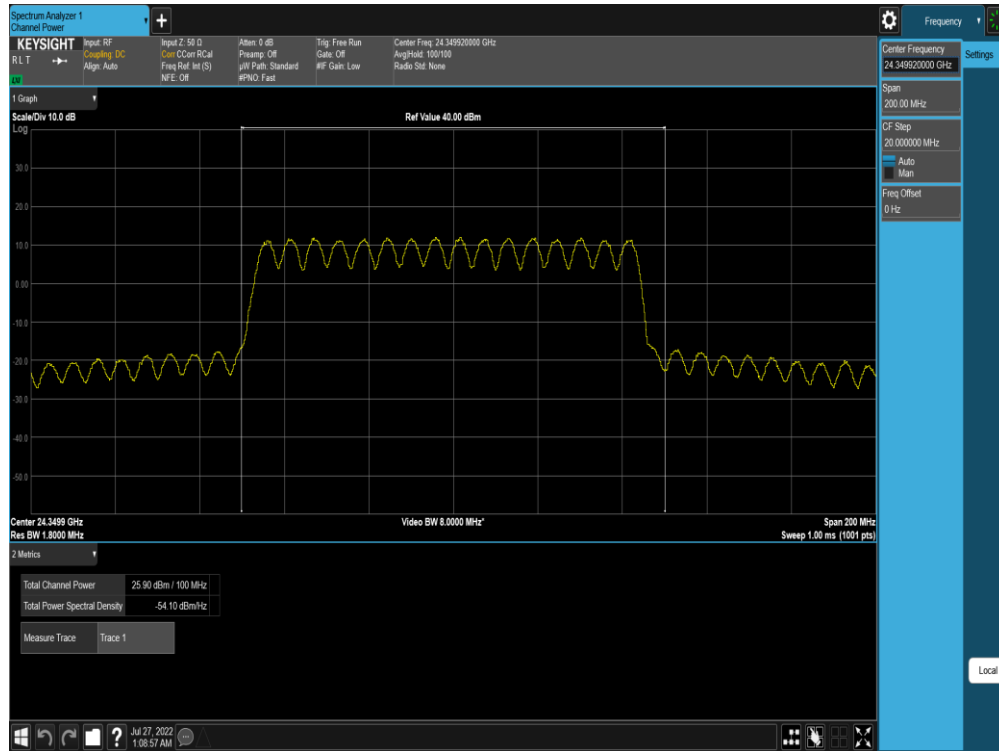 Spectrum Analyzer 1
Channel Power
+
Frequency
KEYSIGHT
R L T
LV
Input: RF
Coupling: DC
Align: Auto
Input Z: 50 Ω
Corr CCorr RCal
Freq Ref: Int (S)
NFE: Off
Atten: 0 dB
Preamp: Off
µW Path: Standard
#PNO: Fast
Trig: Free Run
Gate: Off
#IF Gain: Low
Center Freq: 24.349920000 GHz
Avg|Hold: 100/100
Radio Std: None
Center Frequency
24.349920000 GHz
Settings
Span
200.00 MHz
CF Step
20.000000 MHz
Auto
Man
Freq Offset
0 Hz
Local
1 Graph
Scale/Div 10.0 dB
Ref Value 40.00 dBm
Log
30.0
20.0
10.0
0.00
-10.0
-20.0
-30.0
-40.0
-50.0
Center 24.3499 GHz
Video BW 8.0000 MHz*
Span 200 MHz
Res BW 1.8000 MHz
Sweep 1.00 ms (1001 pts)
2 Metrics
Total Channel Power 25.90 dBm / 100 MHz
Total Power Spectral Density -54.10 dBm/Hz
Measure Trace Trace 1
?
Jul 27, 2022
1:08:57 AM